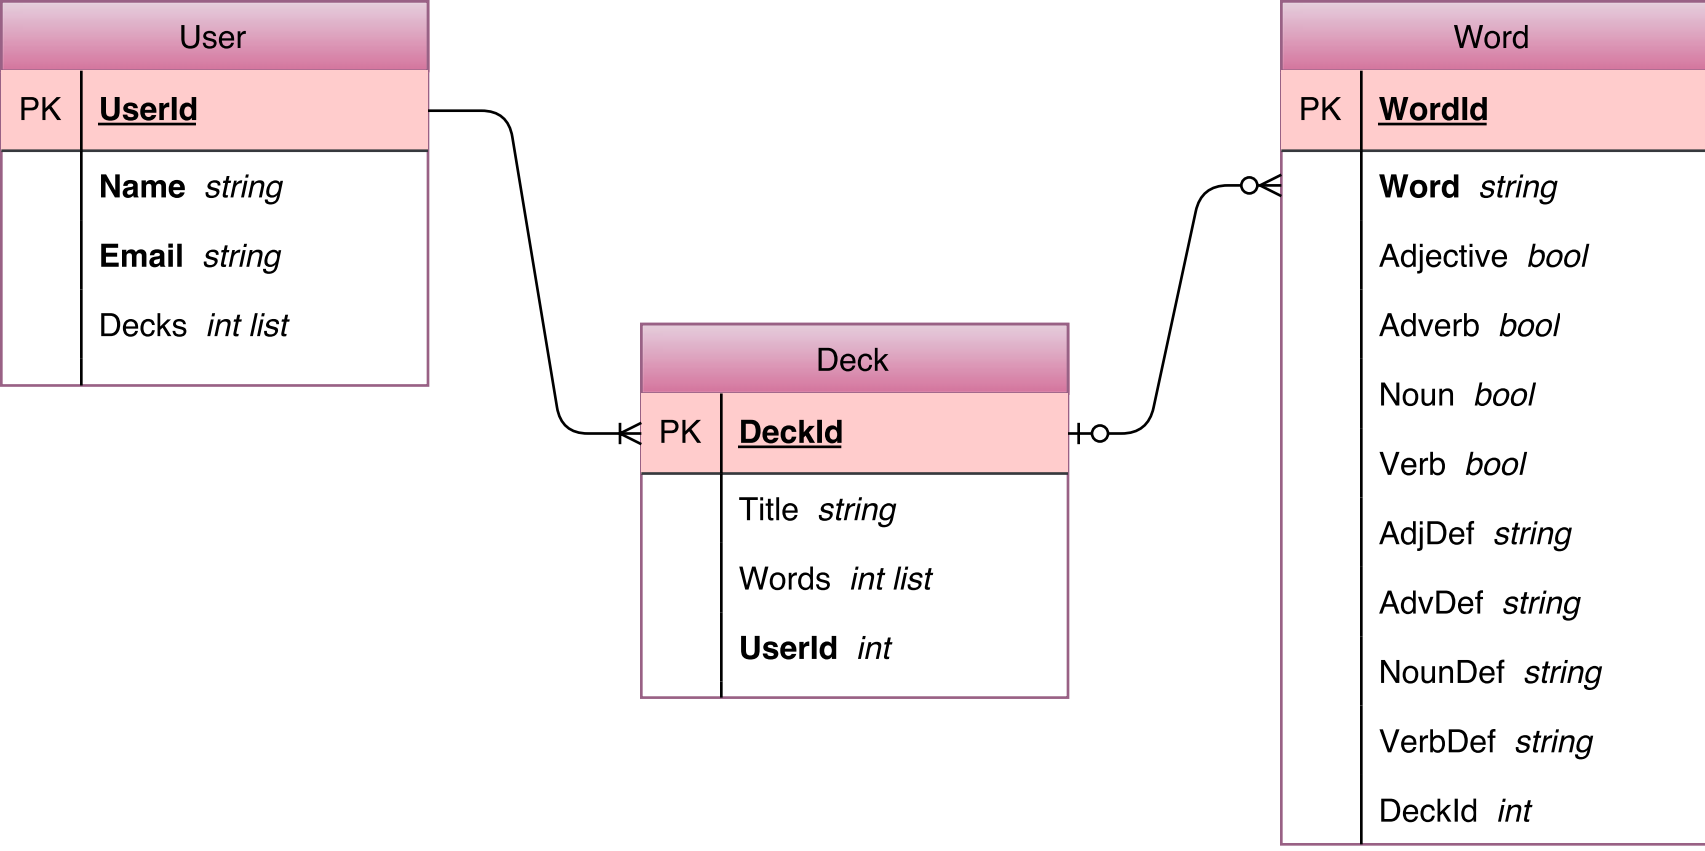 User
PK UserId
Name string
Email string
Decks int list
Deck
PK DeckId
Title string
Words int list
UserId int
Word
PK WordId
Word string
Adjective bool
Adverb bool
Noun bool
Verb bool
AdjDef string
AdvDef string
NounDef string
VerbDef string
DeckId int